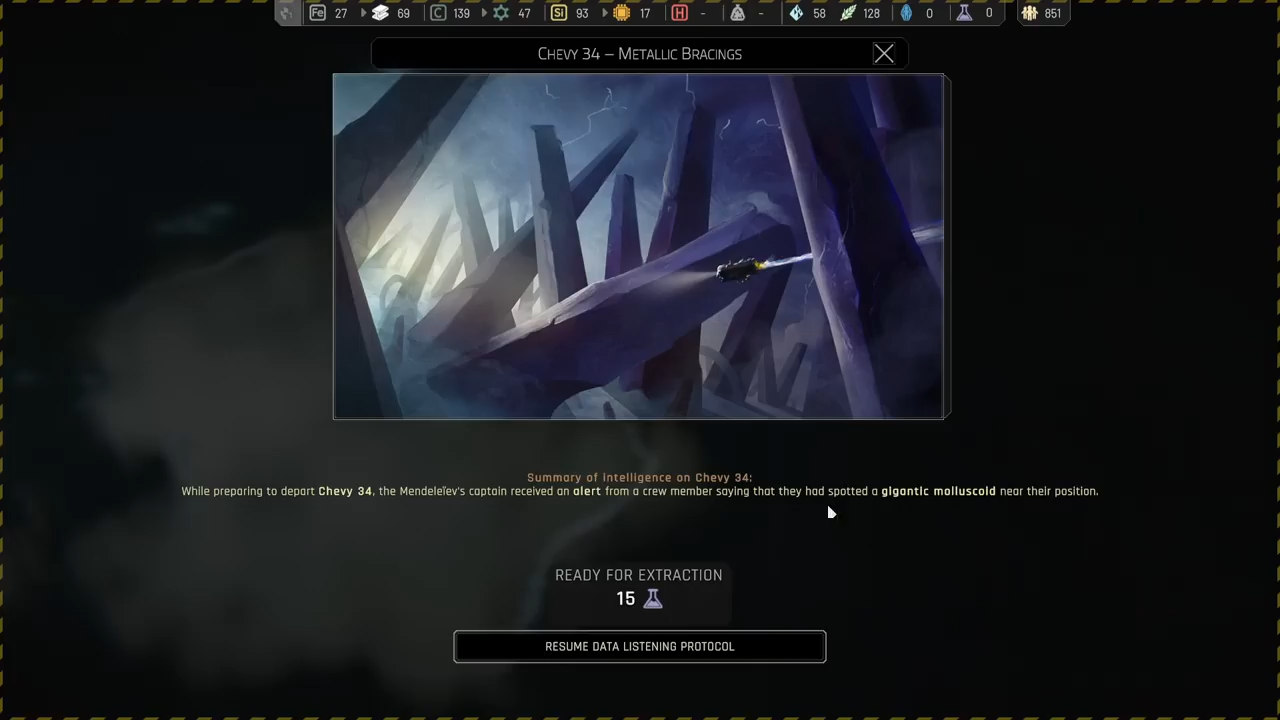 Fe 27 69 C 139 47 Si 93 17 H - - 58 128 0 0 851
CHEVY 34 – METALLIC BRACINGS
Summary of Intelligence on Chevy 34:
While preparing to depart Chevy 34, the Mendeleïev's captain received an alert from a crew member saying that they had spotted a gigantic molluscoid near their position.
READY FOR EXTRACTION
15
RESUME DATA LISTENING PROTOCOL